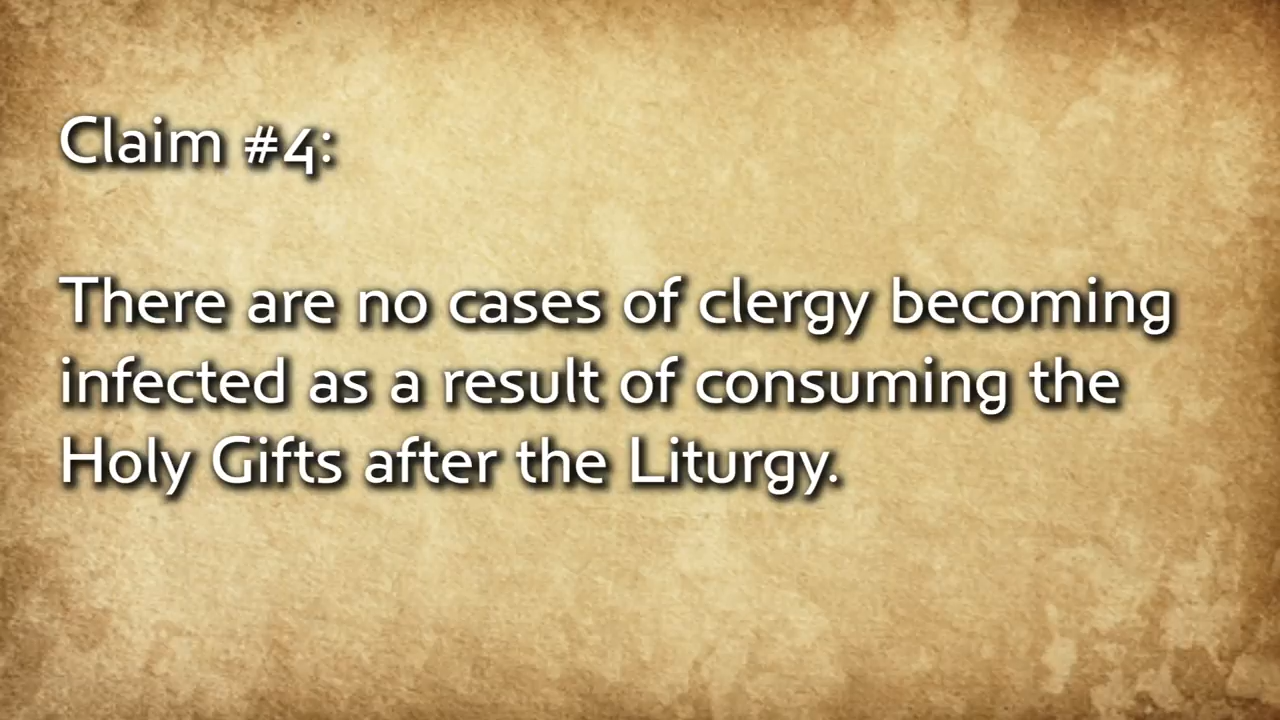 Claim #4:
There are no cases of clergy becoming
infected as a result of consuming the
Holy Gifts after the Liturgy.